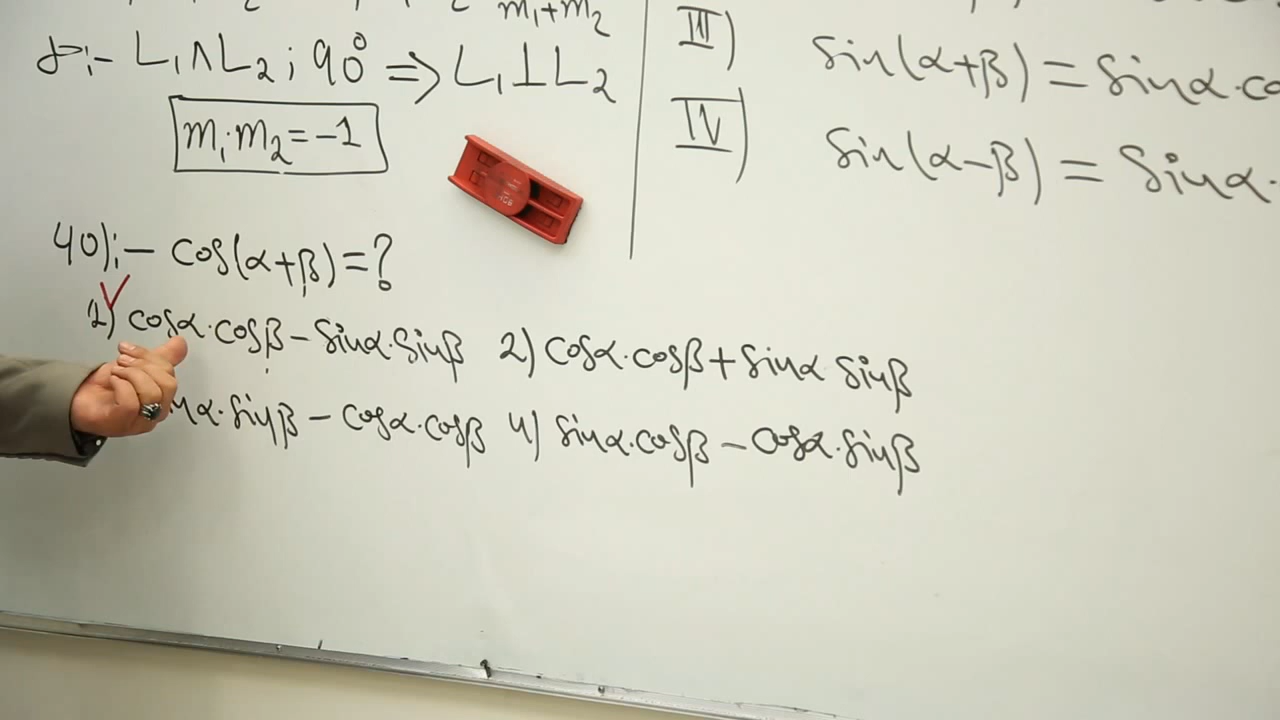 m₁+m₂
L₁∧L₂ ; 90° ⇒ L₁⊥L₂
m₁·m₂=-1
III)
sin(α+β) = sinα·co
IV)
sin(α-β) = sinα·
40):- cos(α+β)=?
1) cosα·cosβ - sinα·sinβ 2) cosα·cosβ + sinα sinβ
α·sinβ - cosα·cosβ 4) sinα·cosβ - cosα·sinβ